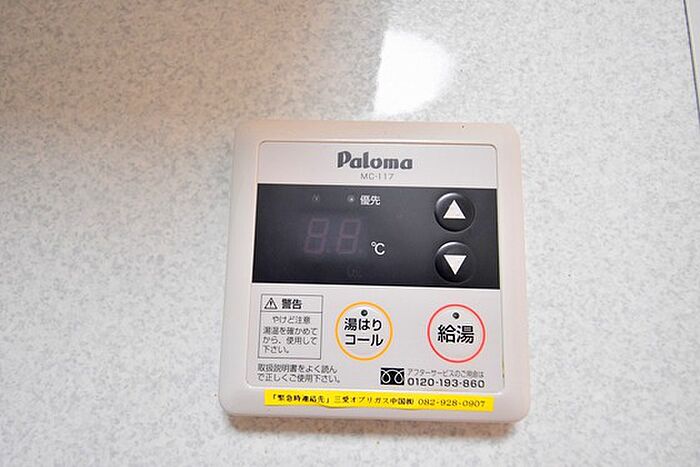 Paloma
MC-117
優先
88 ℃
⚠ 警告
やけど注意
湯温を確かめて
から、使用して
下さい。
取扱説明書をよく読ん
で正しくご使用下さい。
湯はり
コール
給湯
アフターサービスのご用命は
0120-193-860
「緊急時連絡先」三愛オブリガス中国㈱ 082-928-0907